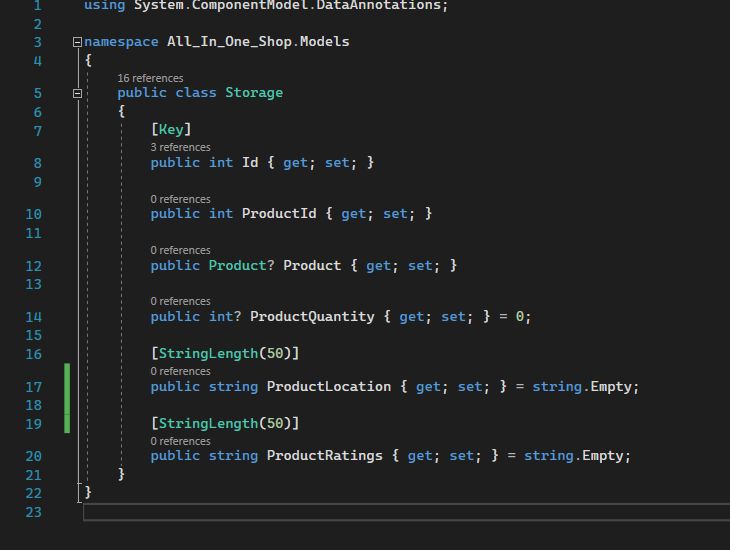 1 using System.ComponentModel.DataAnnotations;
2
3 namespace All_In_One_Shop.Models
4 {
16 references
5 public class Storage
6 {
7 [Key]
3 references
8 public int Id { get; set; }
9
0 references
10 public int ProductId { get; set; }
11
0 references
12 public Product? Product { get; set; }
13
0 references
14 public int? ProductQuantity { get; set; } = 0;
15
16 [StringLength(50)]
0 references
17 public string ProductLocation { get; set; } = string.Empty;
18
19 [StringLength(50)]
0 references
20 public string ProductRatings { get; set; } = string.Empty;
21 }
22 }
23